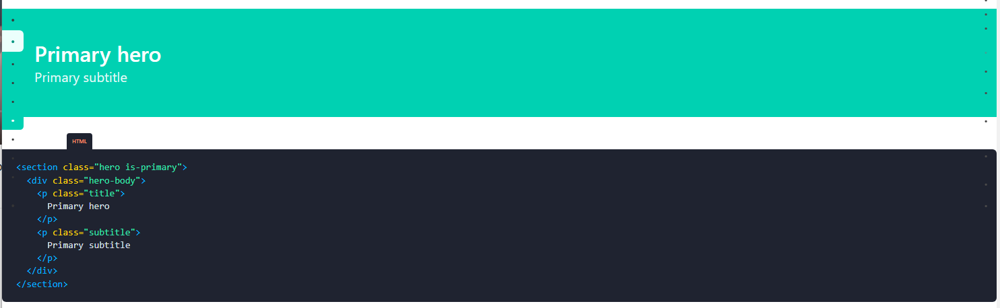 Primary hero
Primary subtitle
HTML
<section class="hero is-primary">
  <div class="hero-body">
    <p class="title">
      Primary hero
    </p>
    <p class="subtitle">
      Primary subtitle
    </p>
  </div>
</section>